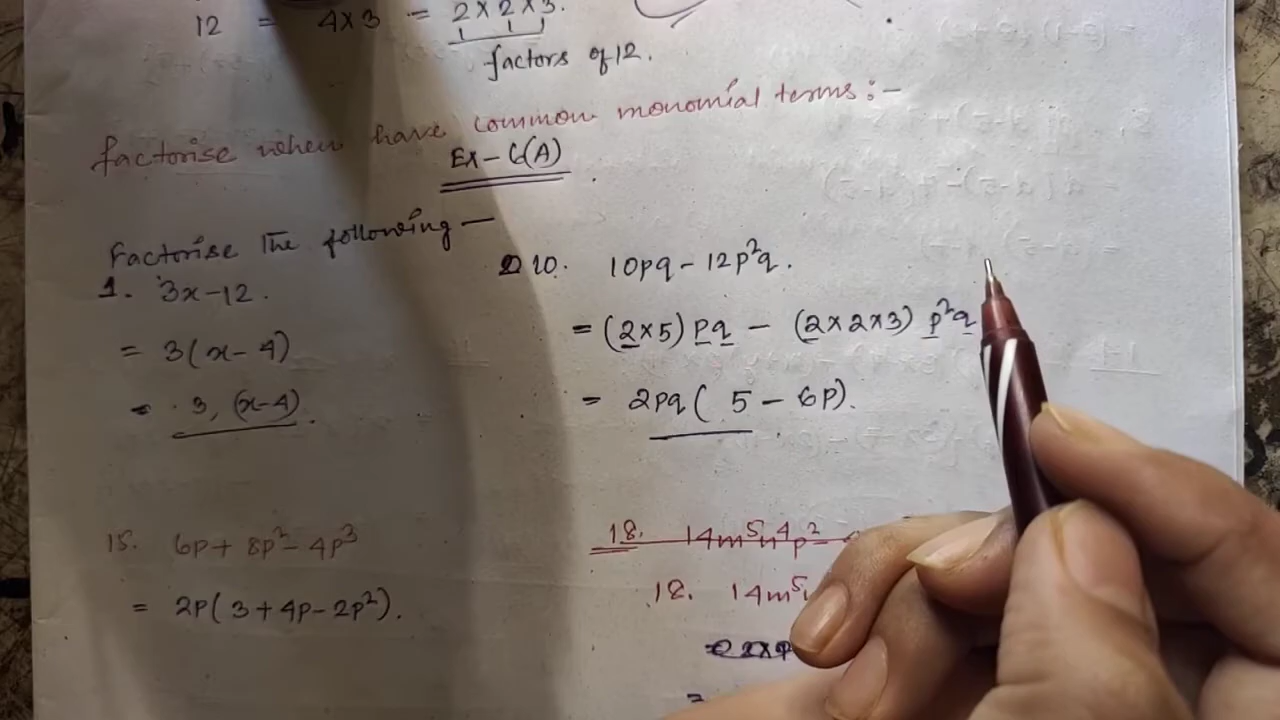 12 = 4×3 = 2×2×3.
factors of 12.
factorise when have common monomial terms:-
Ex-6(A)
Factorise the following —
1. 3x-12.
= 3(x-4)
= 3, (x-4).
10. 10pq - 12p²q.
= (2×5) pq - (2×2×3) p²q
= 2pq( 5 - 6p).
15. 6p + 8p² - 4p³
= 2p( 3 + 4p - 2p²).
18. 14m⁵n⁴p² -
18. 14m⁵